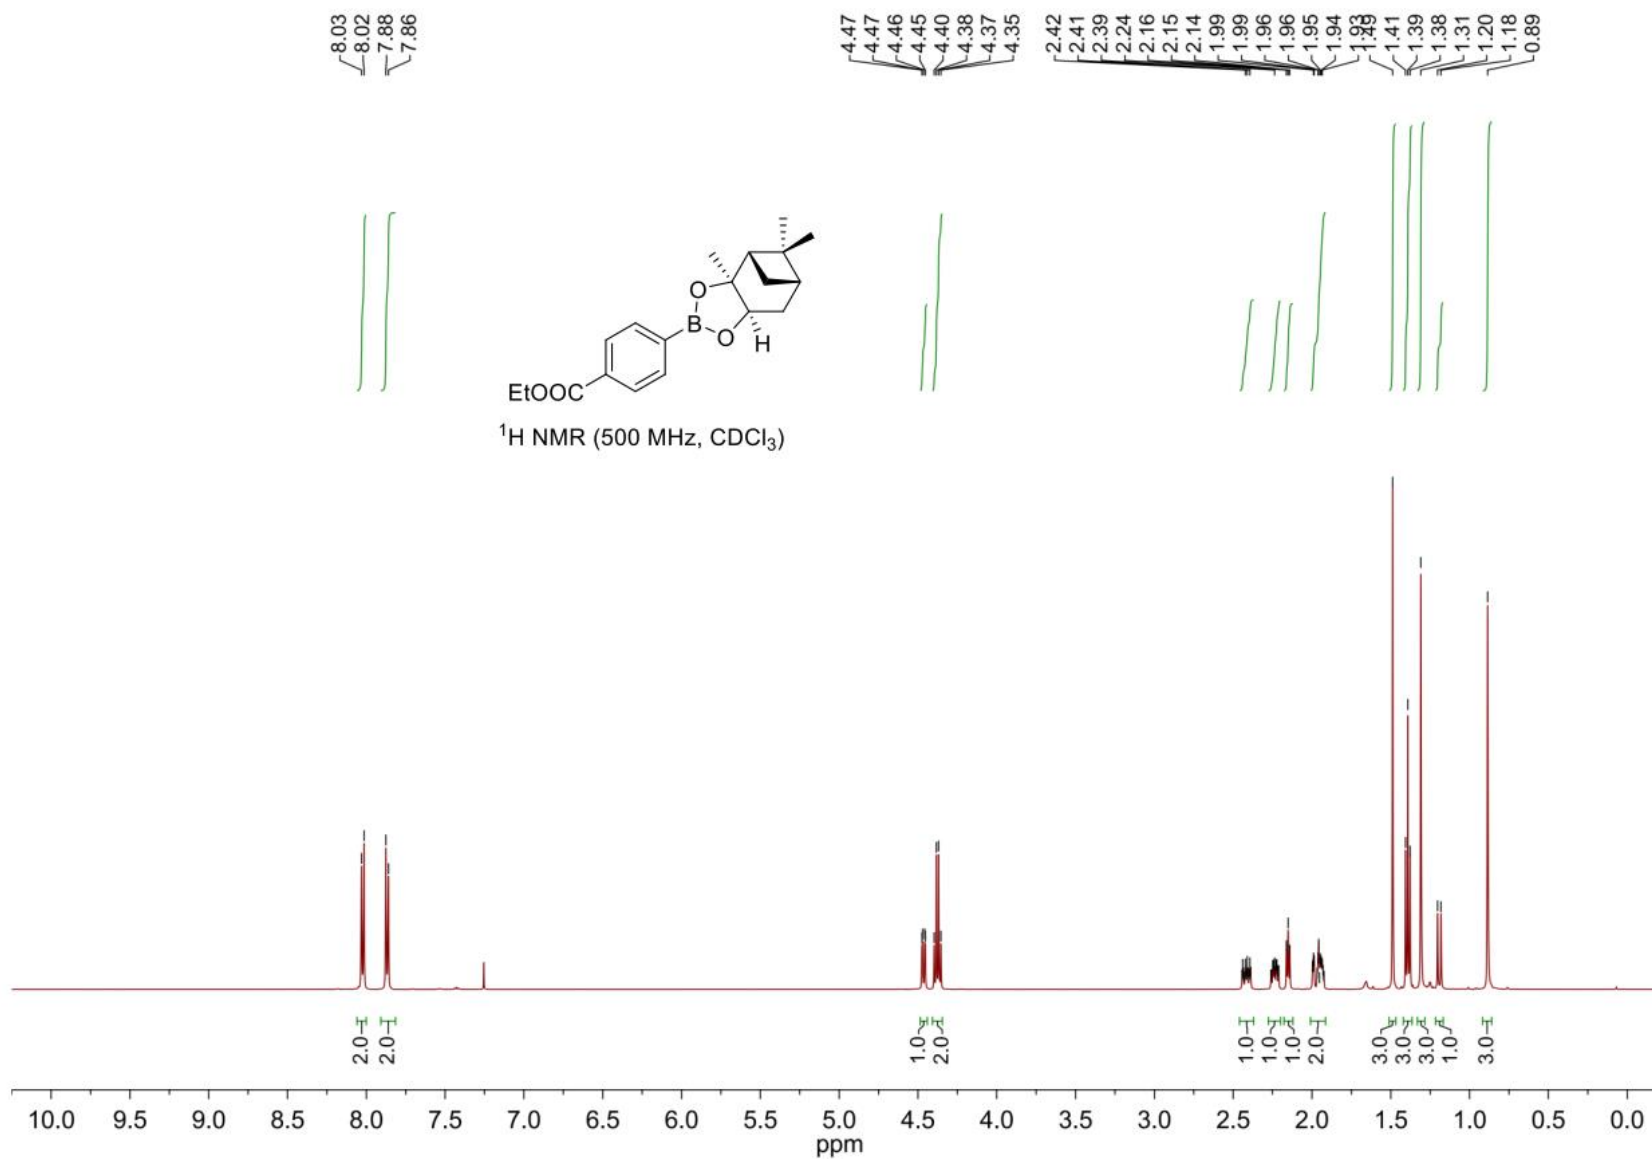 8.03 8.02 7.88 7.86 4.47 4.47 4.46 4.45 4.40 4.38 4.37 4.35 2.42 2.41 2.39 2.24 2.16 2.15 2.14 1.99 1.99 1.96 1.96 1.95 1.94 1.93 1.49 1.41 1.39 1.38 1.31 1.20 1.18 0.89
O
B
O
H
EtOOC
¹H NMR (500 MHz, CDCl₃)
2.0 2.0 1.0 2.0 1.0 1.0 1.0 2.0 3.0 3.0 3.0 1.0 3.0
10.0 9.5 9.0 8.5 8.0 7.5 7.0 6.5 6.0 5.5 5.0 4.5 4.0 3.5 3.0 2.5 2.0 1.5 1.0 0.5 0.0
ppm